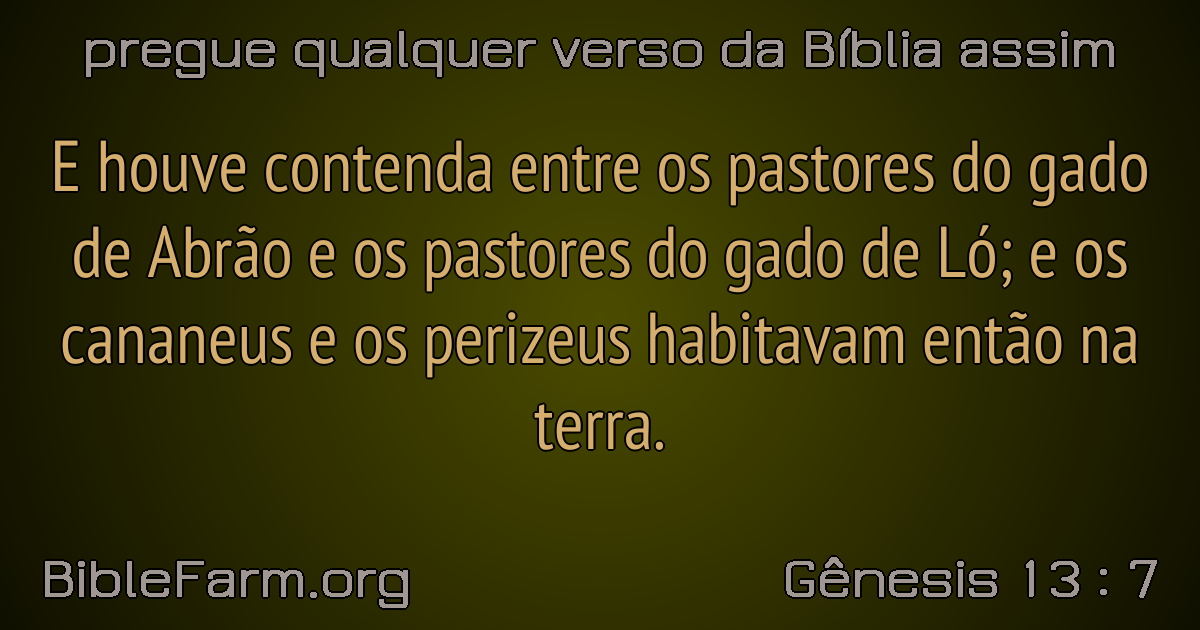 pregue qualquer verso da Bíblia assim
E houve contenda entre os pastores do gado
de Abrão e os pastores do gado de Ló; e os
cananeus e os perizeus habitavam então na
terra.
BibleFarm.org
Gênesis 13 : 7